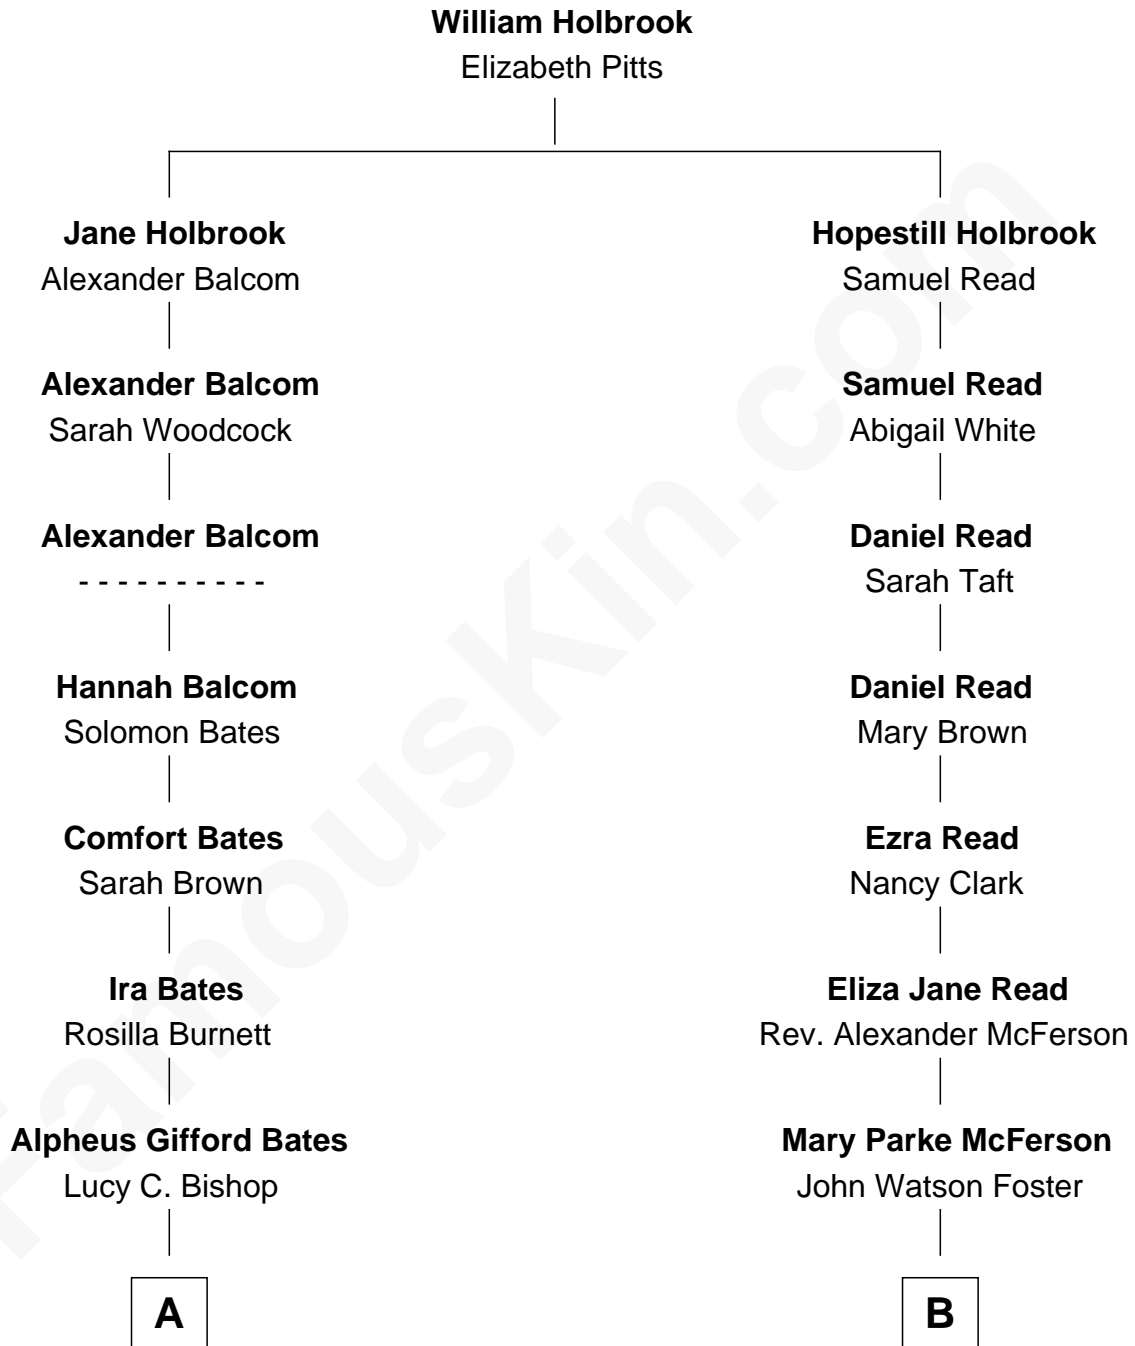 William Holbrook
Elizabeth Pitts
Jane Holbrook
Alexander Balcom
Hopestill Holbrook
Samuel Read
Alexander Balcom
Sarah Woodcock
Samuel Read
Abigail White
Alexander Balcom
- - - - - - - - - -
Daniel Read
Sarah Taft
Hannah Balcom
Solomon Bates
Daniel Read
Mary Brown
Comfort Bates
Sarah Brown
Ezra Read
Nancy Clark
Ira Bates
Rosilla Burnett
Eliza Jane Read
Rev. Alexander McFerson
Alpheus Gifford Bates
Lucy C. Bishop
Mary Parke McFerson
John Watson Foster
A
B
FamousKin.com